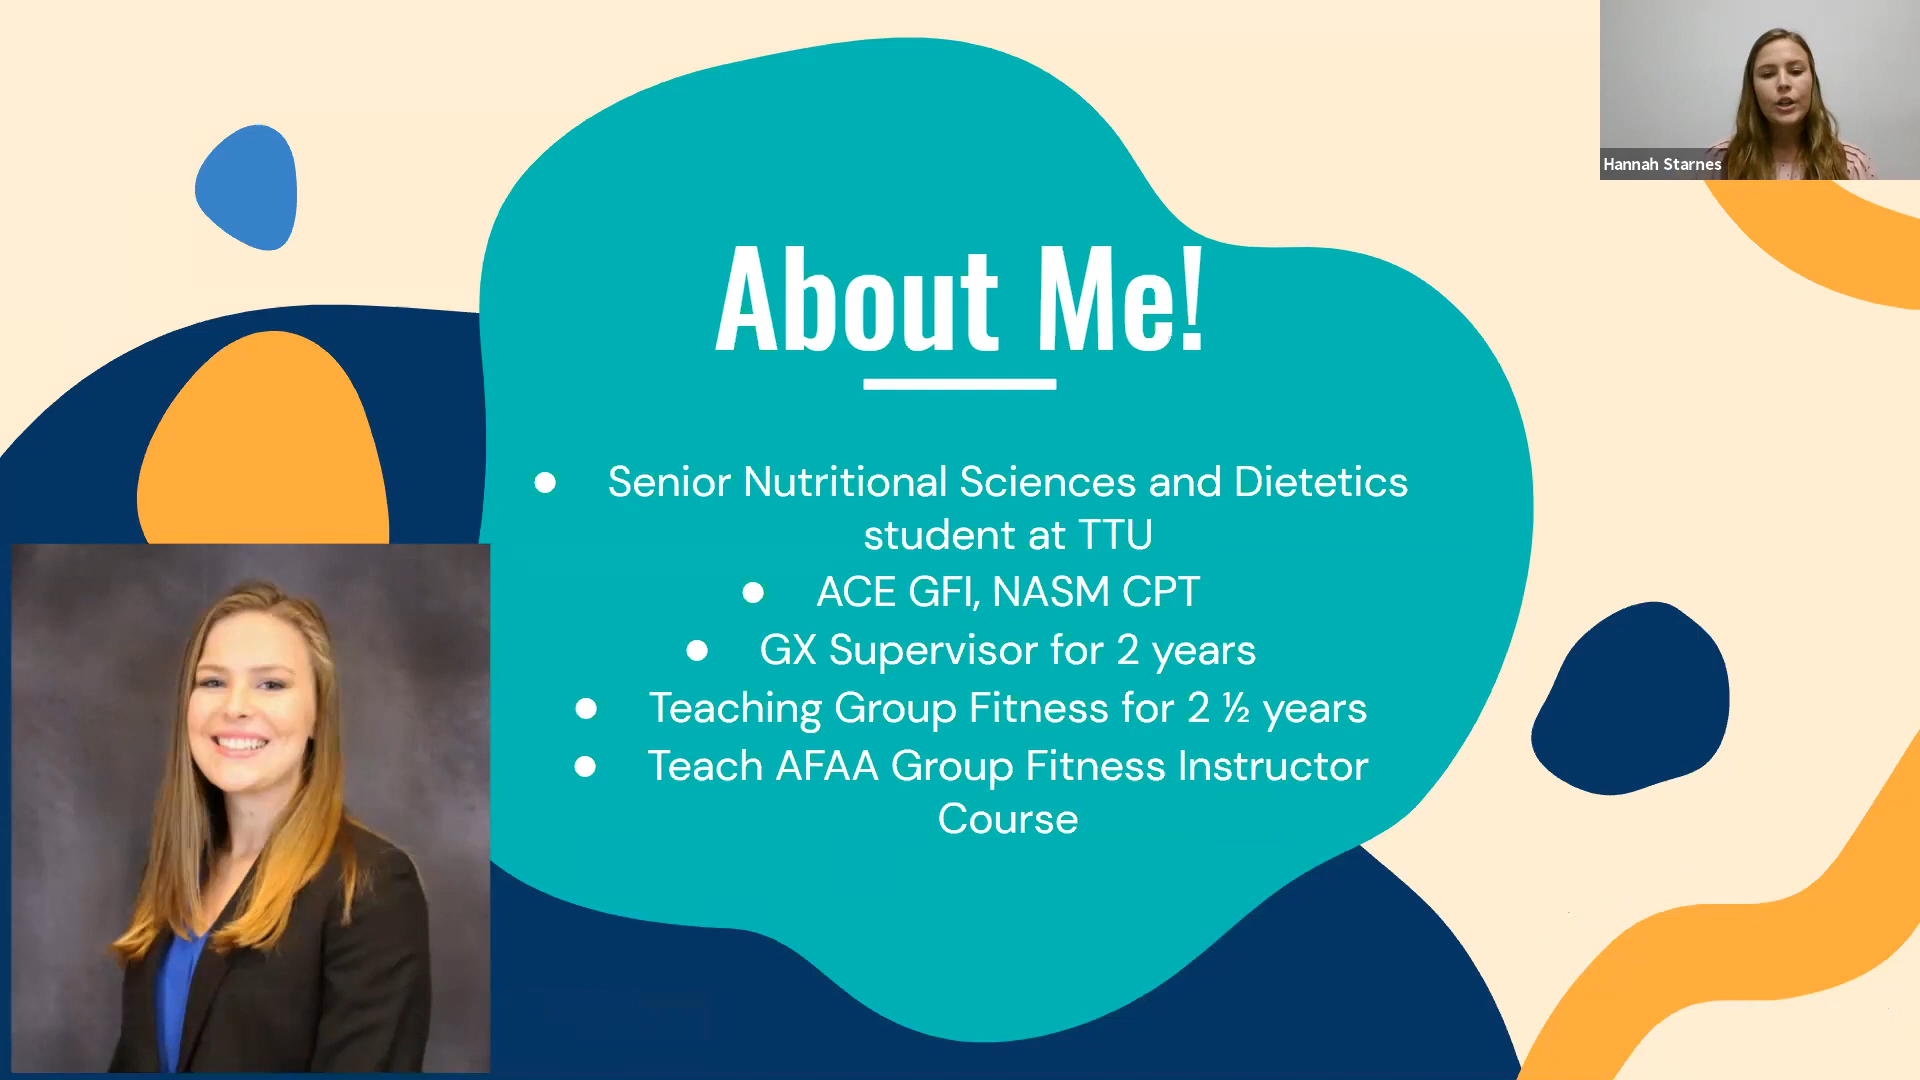 Hannah Starnes
About Me!
● Senior Nutritional Sciences and Dietetics
student at TTU
● ACE GFI, NASM CPT
● GX Supervisor for 2 years
● Teaching Group Fitness for 2 ½ years
● Teach AFAA Group Fitness Instructor
Course